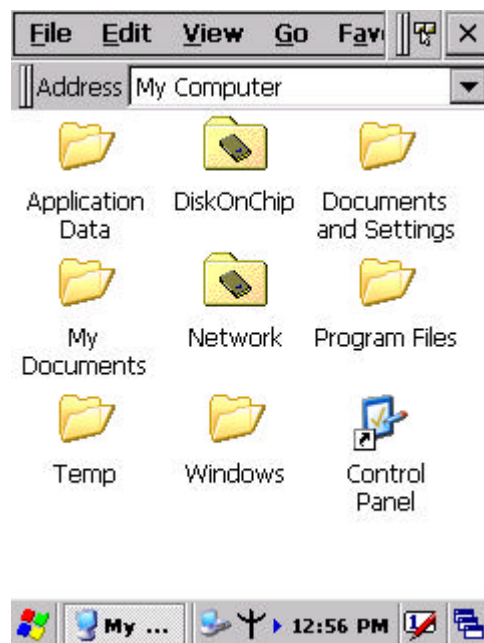 File Edit View Go Fav
Address My Computer
Application Data
DiskOnChip
Documents and Settings
My Documents
Network
Program Files
Temp
Windows
Control Panel
My ... 12:56 PM